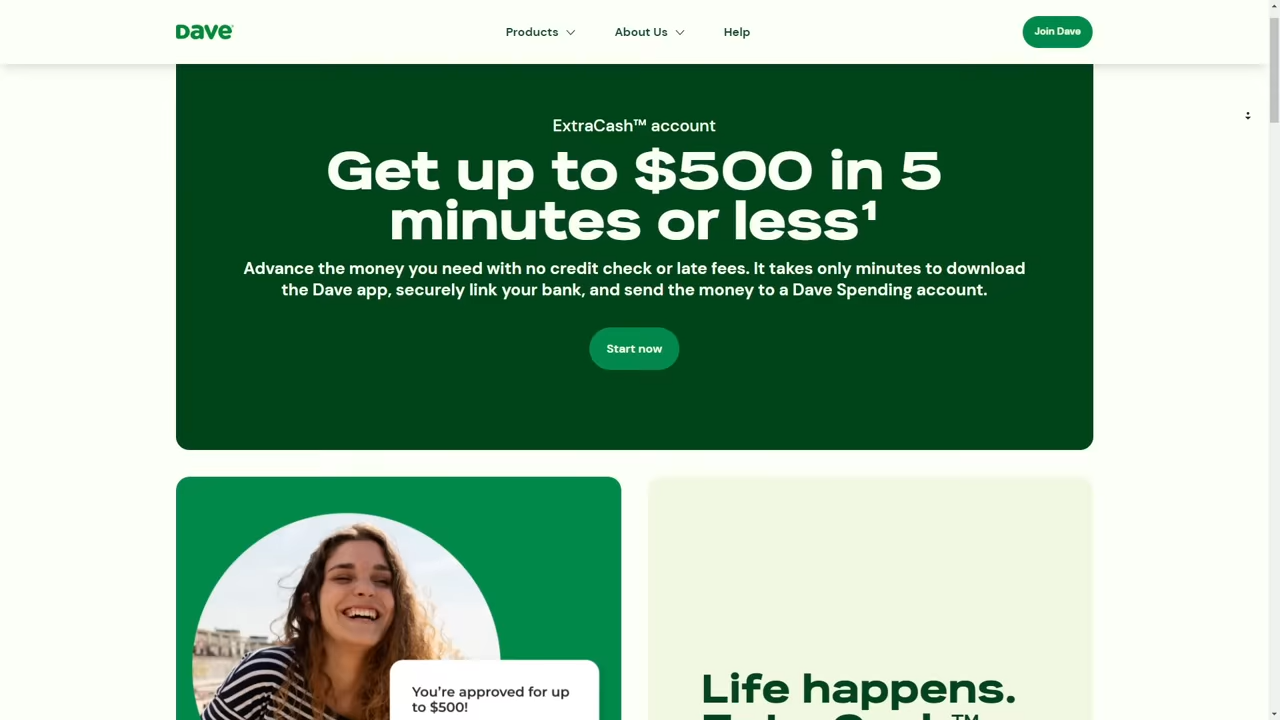 Dave
Products
About Us
Help
Join Dave
ExtraCash™ account
Get up to $500 in 5
minutes or less¹
Advance the money you need with no credit check or late fees. It takes only minutes to download
the Dave app, securely link your bank, and send the money to a Dave Spending account.
Start now
You're approved for up
to $500!
Life happens.
ExtraCash™